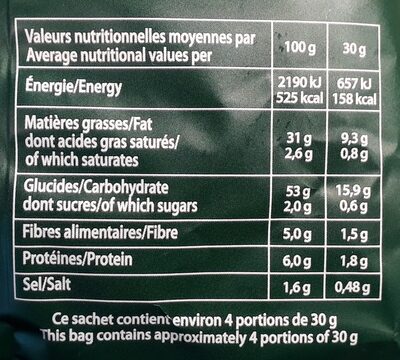 Valeurs nutritionnelles moyennes par
Average nutritional values per
100 g
30 g
Énergie/Energy
2190 kJ 657 kJ
525 kcal 158 kcal
Matières grasses/Fat
31 g 9,3 g
dont acides gras saturés/
of which saturates
2,6 g 0,8 g
Glucides/Carbohydrate 53 g 15,9 g
dont sucres/of which sugars 2,0 g 0,6 g
Fibres alimentaires/Fibre 5,0 g 1,5 g
Protéines/Protein 6,0 g 1,8 g
Sel/Salt 1,6 g 0,48 g
Ce sachet contient environ 4 portions de 30 g
This bag contains approximately 4 portions of 30 g